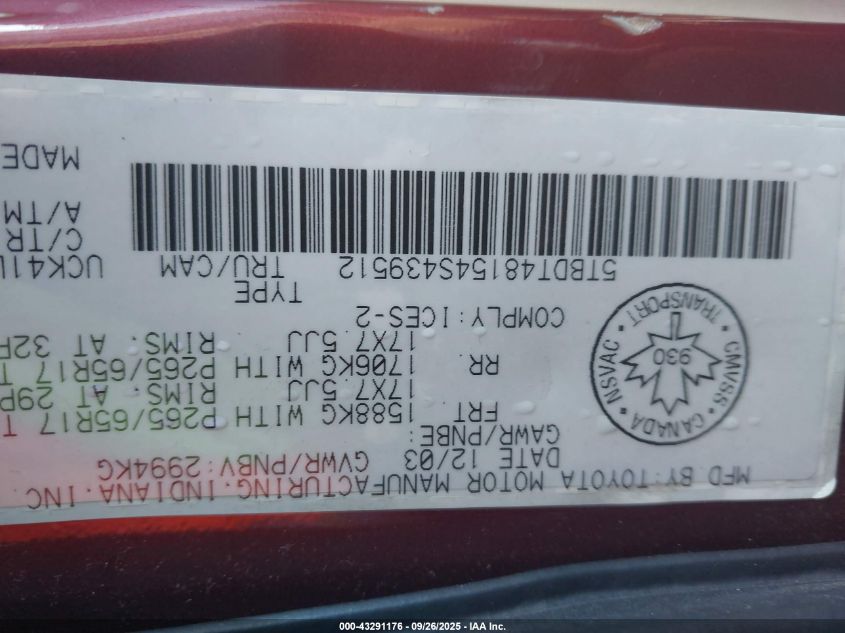 MFD BY:TOYOTA MOTOR MANUFACTURING.INDIANA.INC
DATE 12/03 GVWR/PNBV:2994KG
GAWR/PNBE:
FRT 1588KG WITH P265/65R17 T
17X7.5JJ RIMS. AT 29P
RR. 1706KG WITH P265/65R17 T
17X7.5JJ RIMS. AT 32P
COMPLY:ICES-2
TYPE
5TBDT48154S439512 TRU/CAM UCK41L
C/TR
A/TM
MADE
CANADA · NSVAC · TRANSPORT · CMVSS ·
930
000-43291176 - 09/26/2025 - IAA Inc.